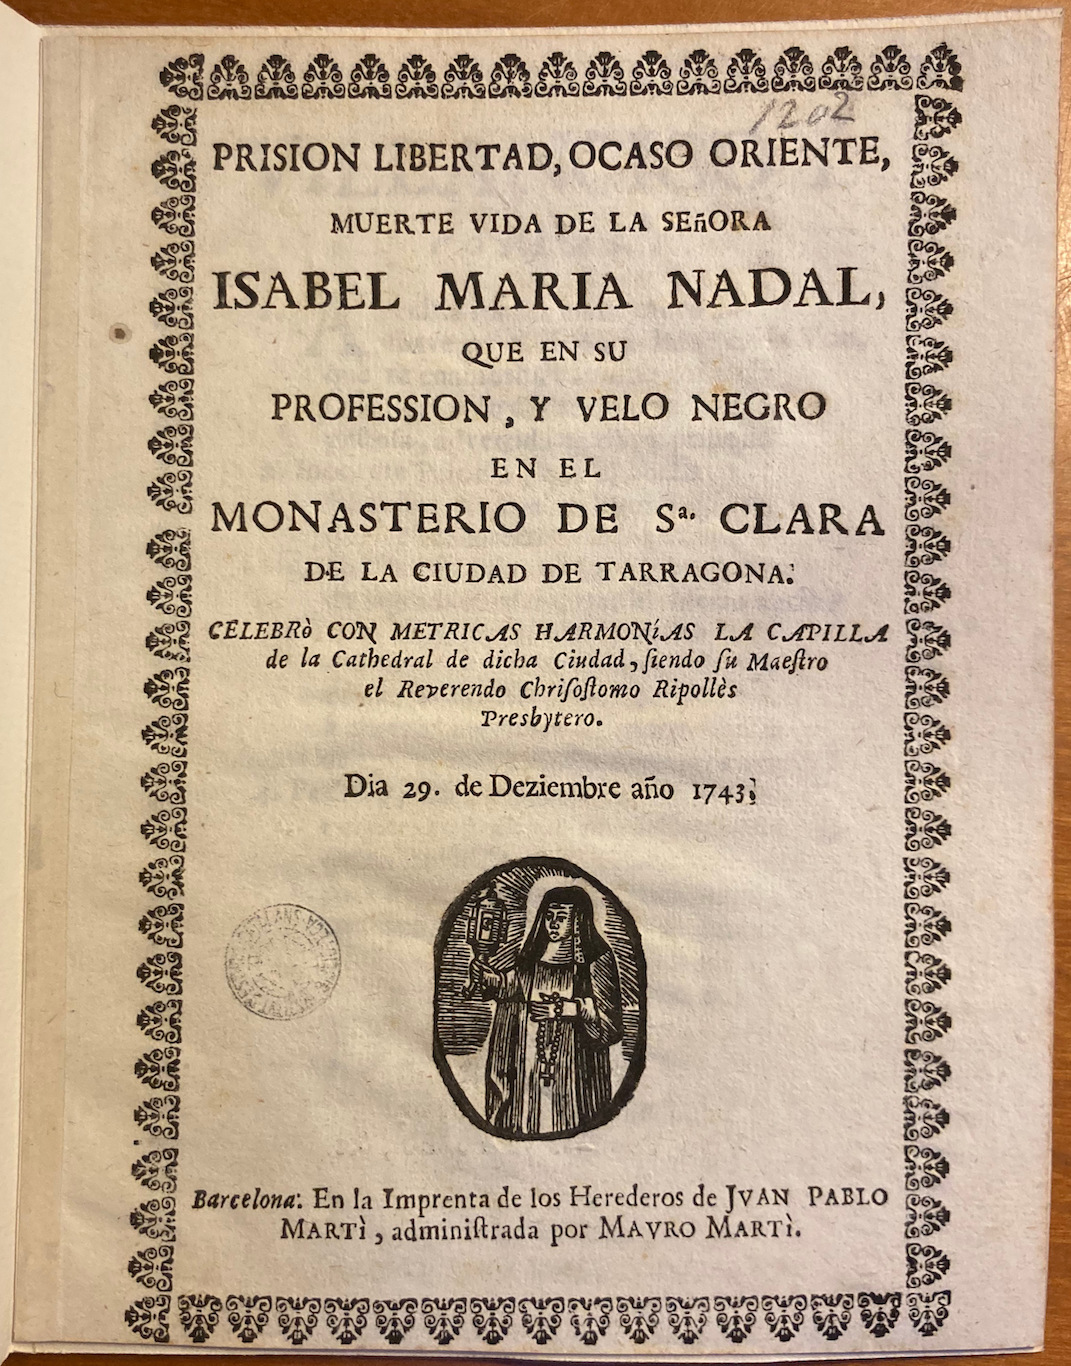 1202
PRISION LIBERTAD, OCASO ORIENTE,
MUERTE VIDA DE LA SEñORA
ISABEL MARIA NADAL,
QUE EN SU
PROFESSION, Y VELO NEGRO
EN EL
MONASTERIO DE Sª. CLARA
DE LA CIUDAD DE TARRAGONA.
CELEBRò CON METRICAS HARMONíAS LA CAPILLA
de la Cathedral de dicha Ciudad, ſiendo ſu Maeſtro
el Reverendo Chriſoſtomo Ripollès
Presbytero.
Dia 29. de Deziembre año 1743.
Barcelona: En la Imprenta de los Herederos de JVAN PABLO
MARTÌ, adminiſtrada por MAVRO MARTÌ.